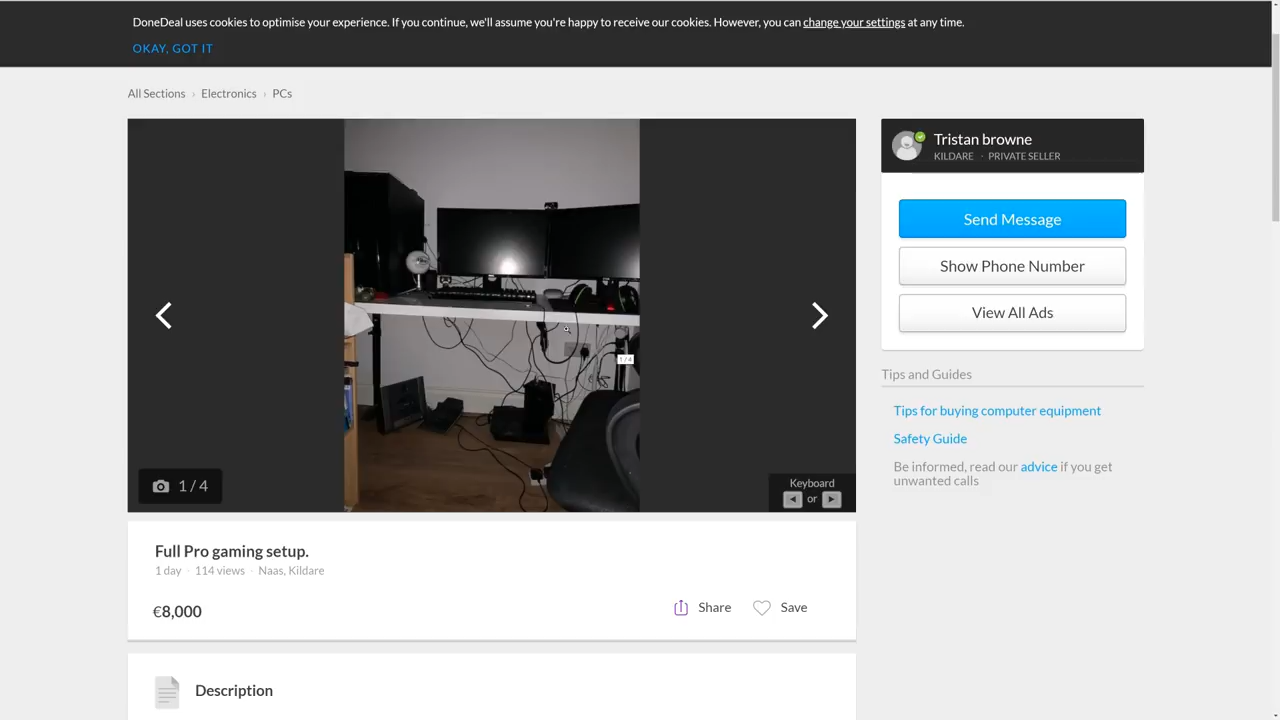 DoneDeal uses cookies to optimise your experience. If you continue, we'll assume you're happy to receive our cookies. However, you can change your settings at any time.
OKAY, GOT IT
All Sections › Electronics › PCs
Tristan browne
KILDARE · PRIVATE SELLER
Send Message
Show Phone Number
View All Ads
Tips and Guides
Tips for buying computer equipment
Safety Guide
Be informed, read our advice if you get
unwanted calls
1 / 4
1 / 4
Keyboard
or
Full Pro gaming setup.
1 day · 114 views · Naas, Kildare
€8,000
Share
Save
Description